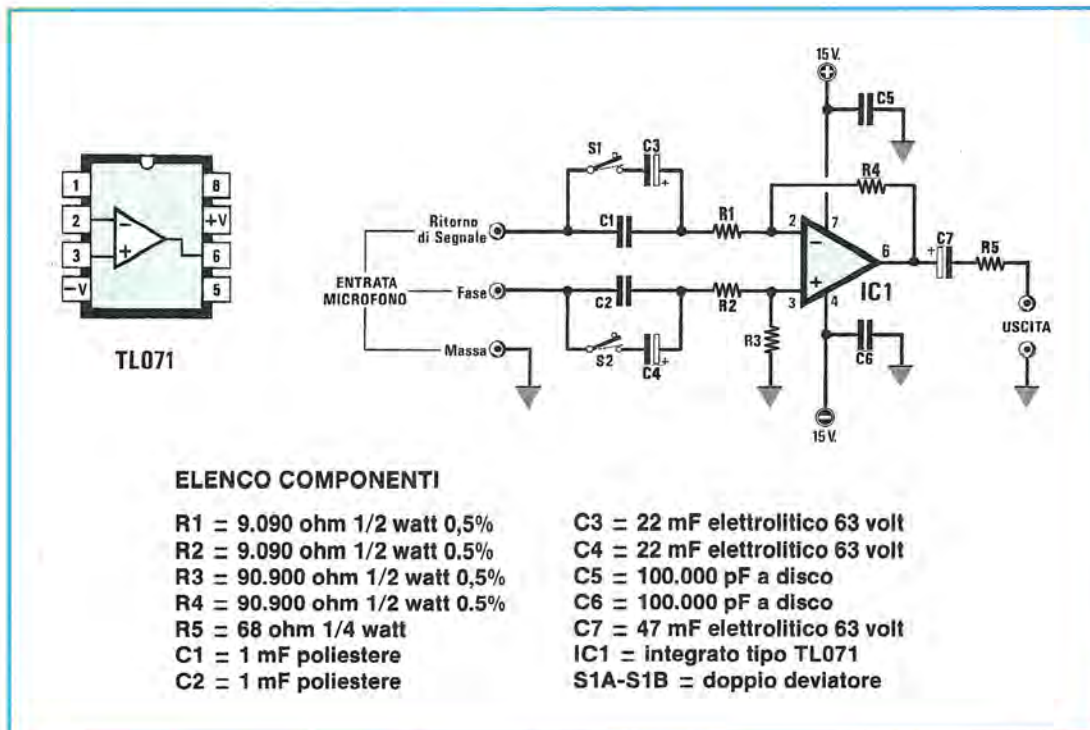 1
2
3
-V
8
+V
6
5
TL071
Ritorno
di Segnale
ENTRATA
MICROFONO
Fase
Massa
S1
C3
+
C1
R1
C2
R2
S2
C4
+
R3
15 V.
C5
R4
2
7
6
3
4
IC1
C6
15 V.
+
C7
R5
USCITA
ELENCO COMPONENTI
R1 = 9.090 ohm 1/2 watt 0,5%
R2 = 9.090 ohm 1/2 watt 0.5%
R3 = 90.900 ohm 1/2 watt 0,5%
R4 = 90.900 ohm 1/2 watt 0.5%
R5 = 68 ohm 1/4 watt
C1 = 1 mF poliestere
C2 = 1 mF poliestere
C3 = 22 mF elettrolitico 63 volt
C4 = 22 mF elettrolitico 63 volt
C5 = 100.000 pF a disco
C6 = 100.000 pF a disco
C7 = 47 mF elettrolitico 63 volt
IC1 = integrato tipo TL071
S1A-S1B = doppio deviatore